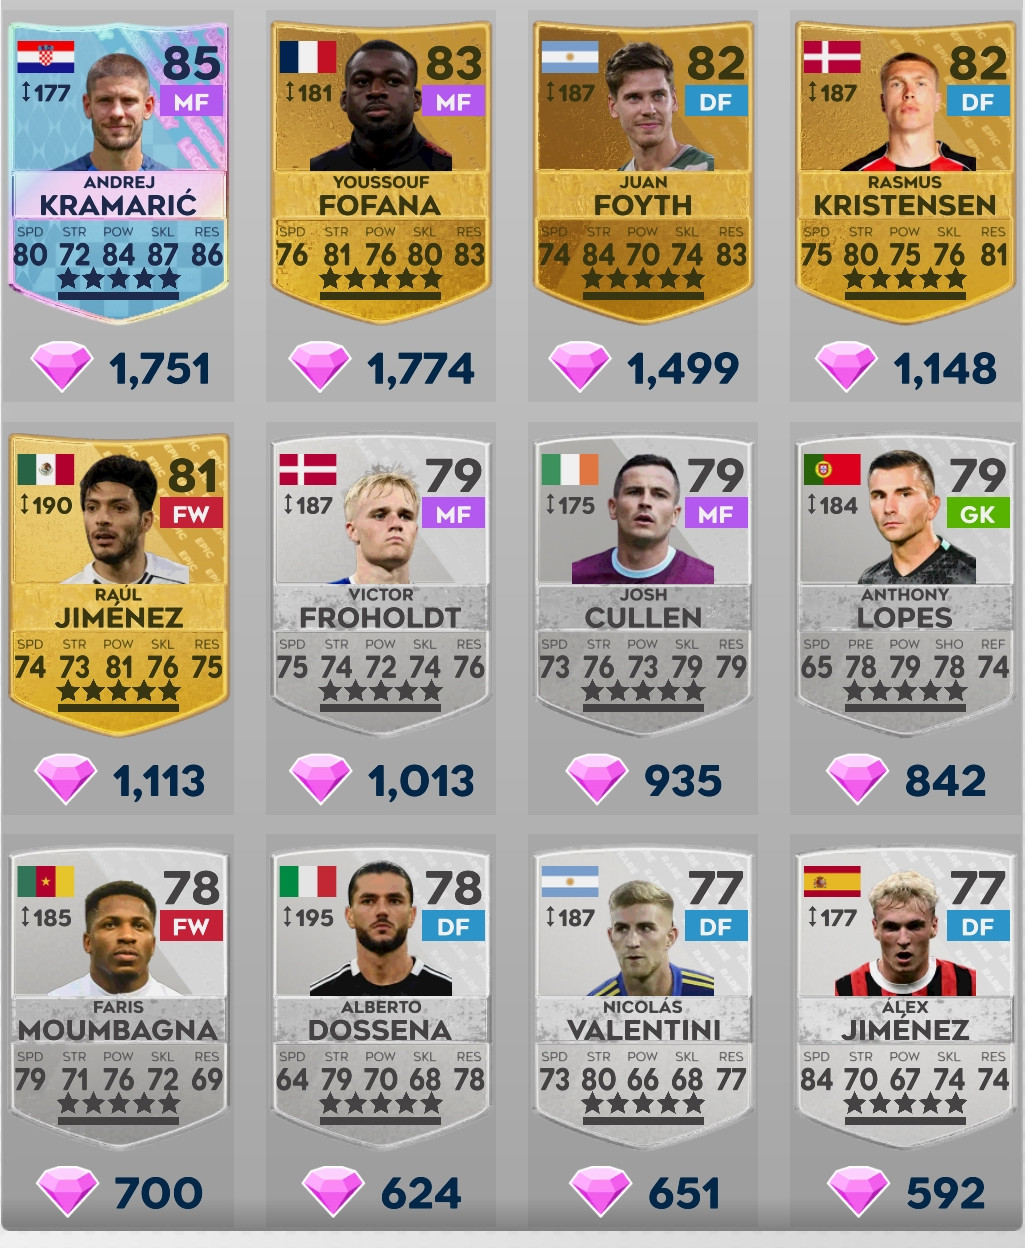 85
↕177
MF
ANDREJ
KRAMARIĆ
SPD STR POW SKL RES
80 72 84 87 86
1,751
83
↕181
MF
YOUSSOUF
FOFANA
SPD STR POW SKL RES
76 81 76 80 83
1,774
82
↕187
DF
JUAN
FOYTH
SPD STR POW SKL RES
74 84 70 74 83
1,499
82
↕187
DF
RASMUS
KRISTENSEN
SPD STR POW SKL RES
75 80 75 76 81
1,148
81
↕190
FW
RAÚL
JIMÉNEZ
SPD STR POW SKL RES
74 73 81 76 75
1,113
79
↕187
MF
VICTOR
FROHOLDT
SPD STR POW SKL RES
75 74 72 74 76
1,013
79
↕175
MF
JOSH
CULLEN
SPD STR POW SKL RES
73 76 73 79 79
935
79
↕184
GK
ANTHONY
LOPES
SPD PRE POW SHO REF
65 78 79 78 74
842
78
↕185
FW
FARIS
MOUMBAGNA
SPD STR POW SKL RES
79 71 76 72 69
700
78
↕195
DF
ALBERTO
DOSSENA
SPD STR POW SKL RES
64 79 70 68 78
624
77
↕187
DF
NICOLÁS
VALENTINI
SPD STR POW SKL RES
73 80 66 68 77
651
77
↕177
DF
ÁLEX
JIMÉNEZ
SPD STR POW SKL RES
84 70 67 74 74
592